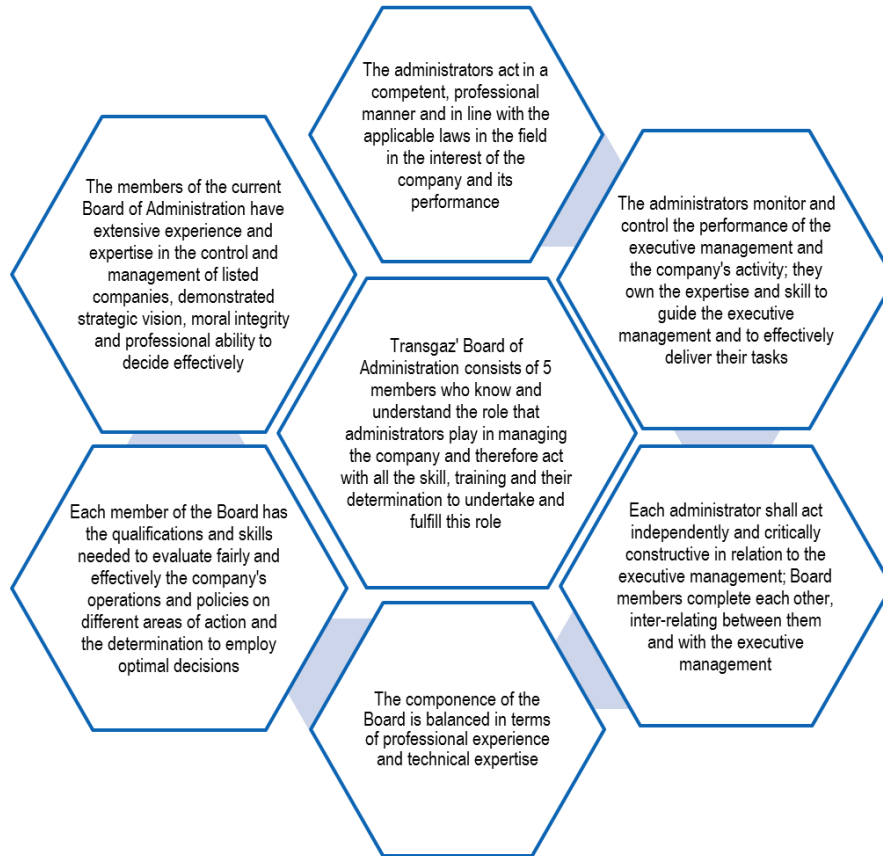 The administrators act in a
competent, professional
manner and in line with the
applicable laws in the field
in the interest of the
company and its
performance
The members of the current
Board of Administration have
extensive experience and
expertise in the control and
management of listed
companies, demonstrated
strategic vision, moral integrity
and professional ability to
decide effectively
The administrators monitor and
control the performance of the
executive management and
the company's activity; they
own the expertise and skill to
guide the executive
management and to effectively
deliver their tasks
Transgaz' Board of
Administration consists of 5
members who know and
understand the role that
administrators play in managing
the company and therefore act
with all the skill, training and their
determination to undertake and
fulfill this role
Each member of the Board has
the qualifications and skills
needed to evaluate fairly and
effectively the company's
operations and policies on
different areas of action and
the determination to employ
optimal decisions
Each administrator shall act
independently and critically
constructive in relation to the
executive management; Board
members complete each other,
inter-relating between them
and with the executive
management
The componence of the
Board is balanced in terms
of professional experience
and technical expertise